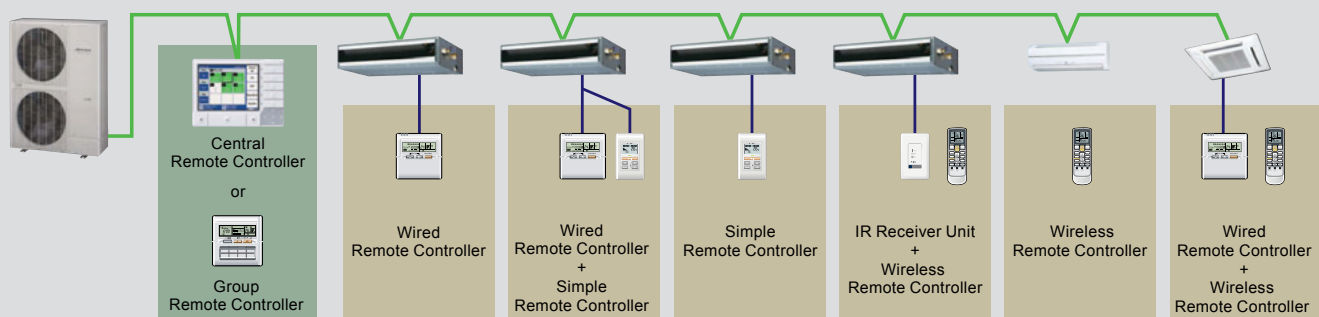 Central
Remote Controller
or
Group
Remote Controller
Wired
Remote Controller
Wired
Remote Controller
+
Simple
Remote Controller
Simple
Remote Controller
IR Receiver Unit
+
Wireless
Remote Controller
Wireless
Remote Controller
Wired
Remote Controller
+
Wireless
Remote Controller